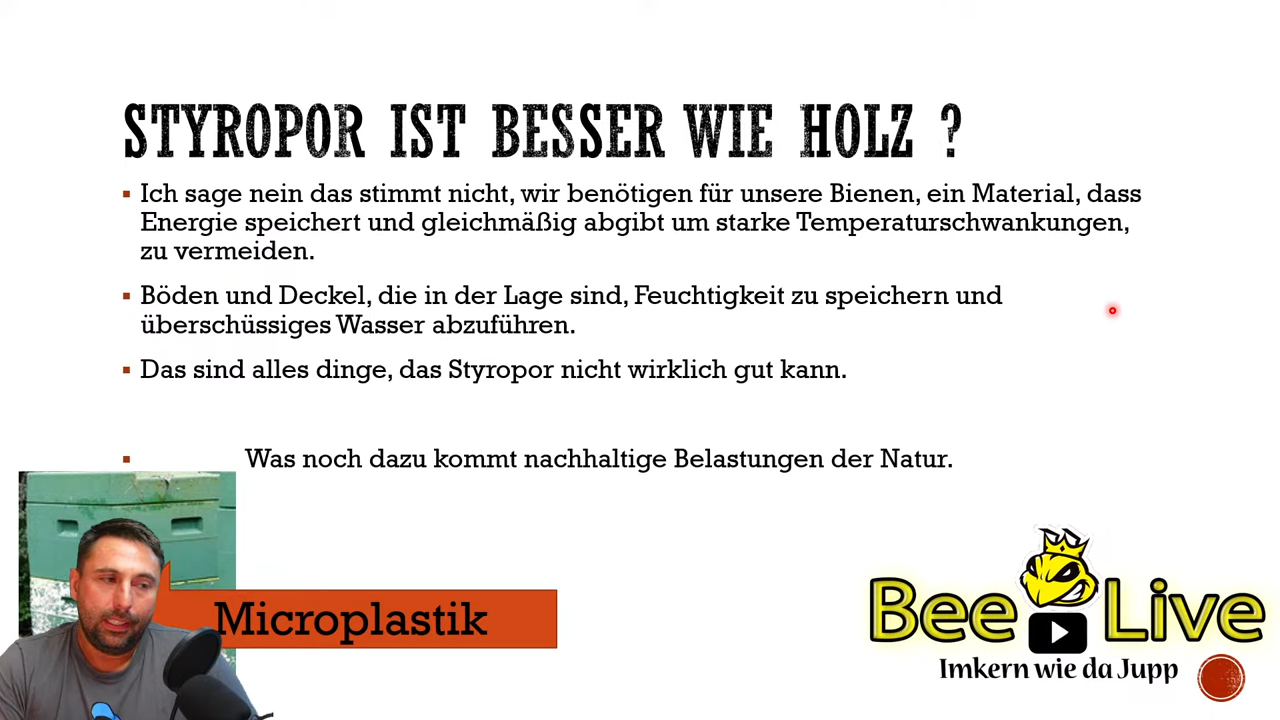 STYROPOR IST BESSER WIE HOLZ ?
Ich sage nein das stimmt nicht, wir benötigen für unsere Bienen, ein Material, dass
Energie speichert und gleichmäßig abgibt um starke Temperaturschwankungen,
zu vermeiden.
Böden und Deckel, die in der Lage sind, Feuchtigkeit zu speichern und
überschüssiges Wasser abzuführen.
Das sind alles dinge, das Styropor nicht wirklich gut kann.
Was noch dazu kommt nachhaltige Belastungen der Natur.
Microplastik
Bee Live
Imkern wie da Jupp